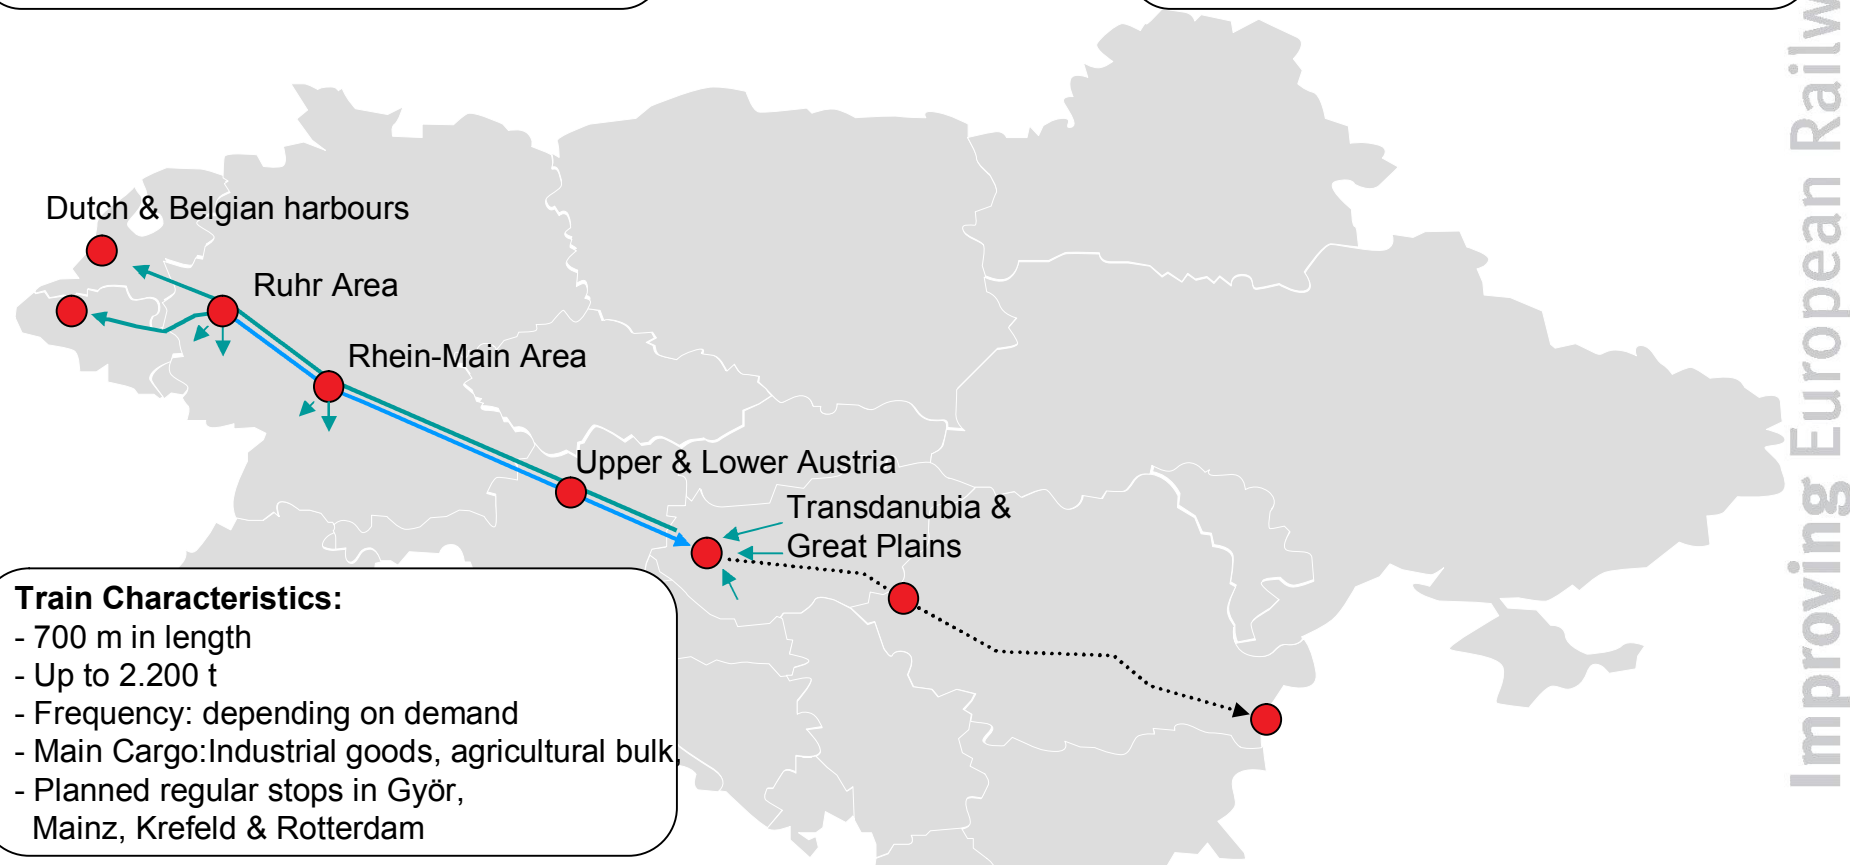 Dutch & Belgian harbours
Ruhr Area
Rhein-Main Area
Upper & Lower Austria
Transdanubia &
Great Plains
Train Characteristics:
- 700 m in length
- Up to 2.200 t
- Frequency: depending on demand
- Main Cargo:Industrial goods, agricultural bulk,
- Planned regular stops in Györ,
Mainz, Krefeld & Rotterdam
Improving European Railw